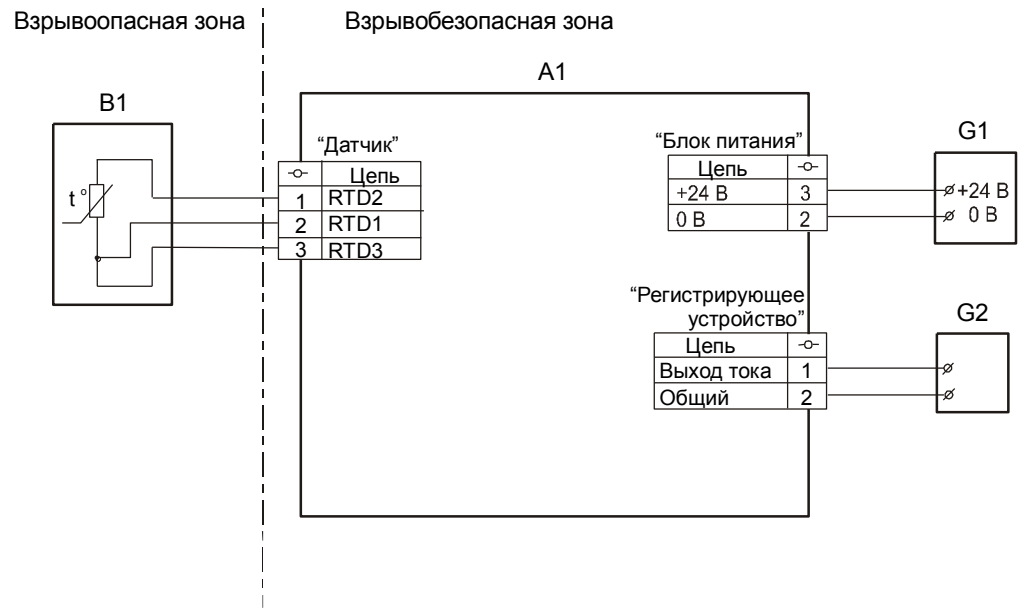 Взрывоопасная зона
Взрывобезопасная зона
A1
B1
t°
“Датчик”
Цепь
1 RTD2
2 RTD1
3 RTD3
“Блок питания”
Цепь
+24 В 3
0 В 2
G1
+24 В
0 В
“Регистрирующее
устройство”
Цепь
Выход тока 1
Общий 2
G2